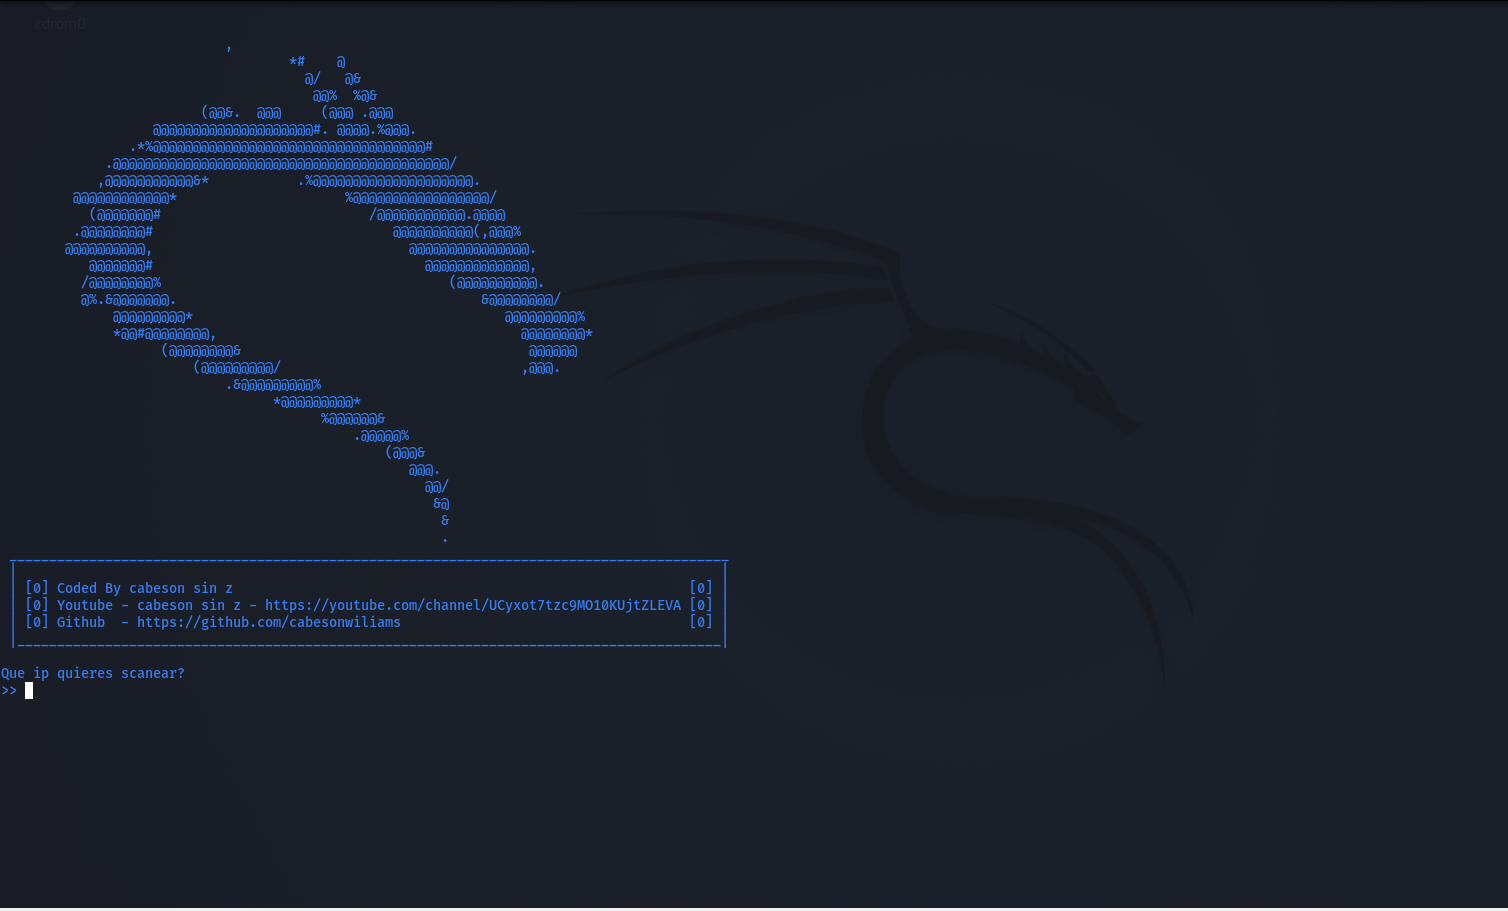 cdrom0
[0] Coded By cabeson sin z [0]
[0] Youtube - cabeson sin z - https://youtube.com/channel/UCyxot7tzc9MO10KUjtZLEVA [0]
[0] Github  - https://github.com/cabesonwiliams [0]
Que ip quieres scanear?
>>